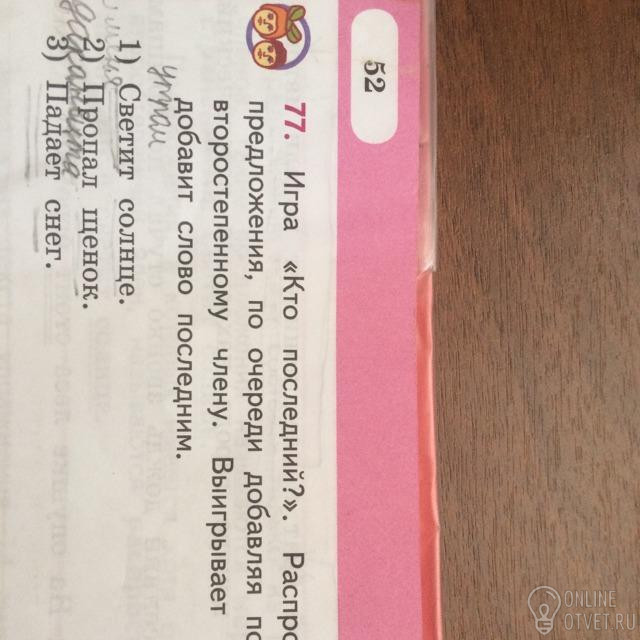 52
77. Игра «Кто последний?». Распро
предложения, по очереди добавляя по
второстепенному члену. Выигрывает
добавит слово последним.
1) Светит солнце.
2) Пропал щенок.
3) Падает снег.
ONLINE
OTVET.RU